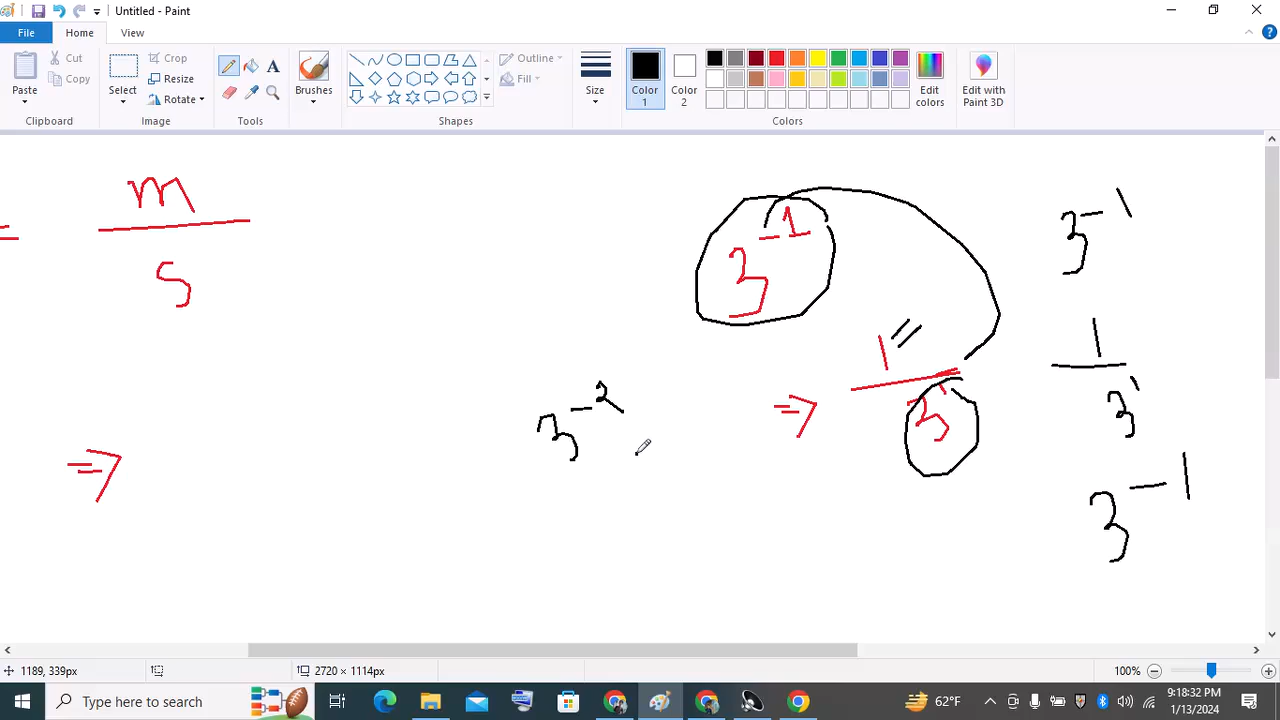 Untitled - Paint
File Home View
Paste
Cut
Copy
Clipboard
Select
Crop
Resize
Rotate
Image
A
Tools
Brushes
Shapes
Outline
Fill
Size
Color 1
Color 2
Colors
Edit colors
Edit with Paint 3D
= m/s
⇒
3⁻¹
⇒ 1/3¹
3⁻²
3⁻¹
1/3¹
3⁻¹
1189, 339px
2720 × 1114px
100%
Type here to search
62°F
9:18:32 PM
1/13/2024